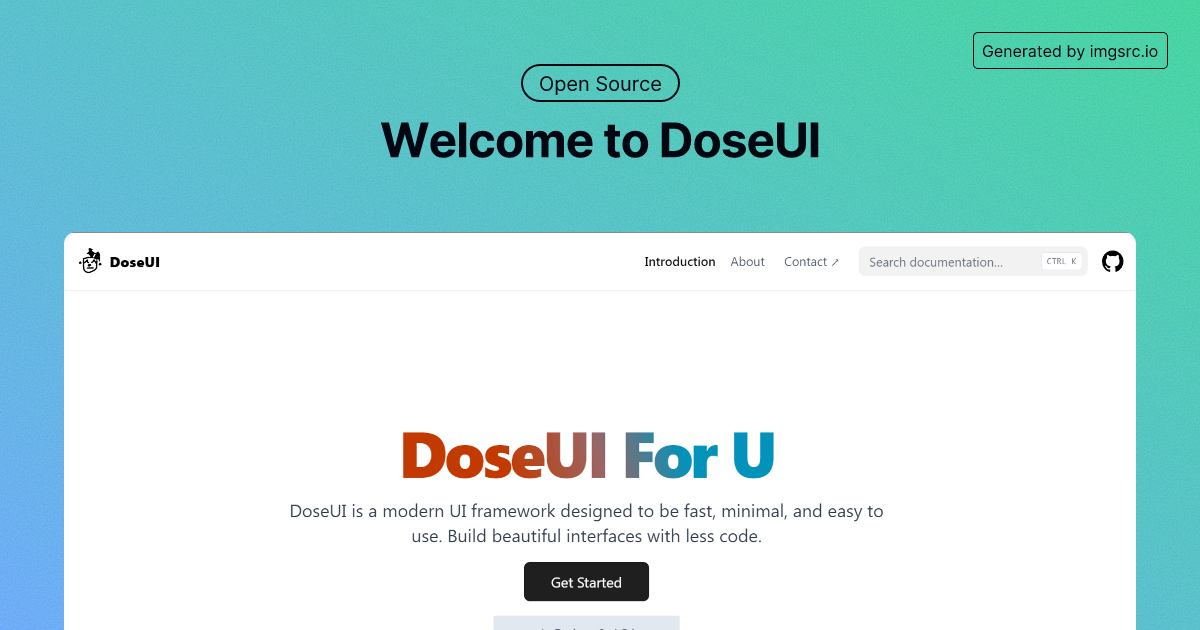 Generated by imgsrc.io
Open Source
Welcome to DoseUI
DoseUI
Introduction
About
Contact ↗
Search documentation...
CTRL K
DoseUI For U
DoseUI is a modern UI framework designed to be fast, minimal, and easy to
use. Build beautiful interfaces with less code.
Get Started